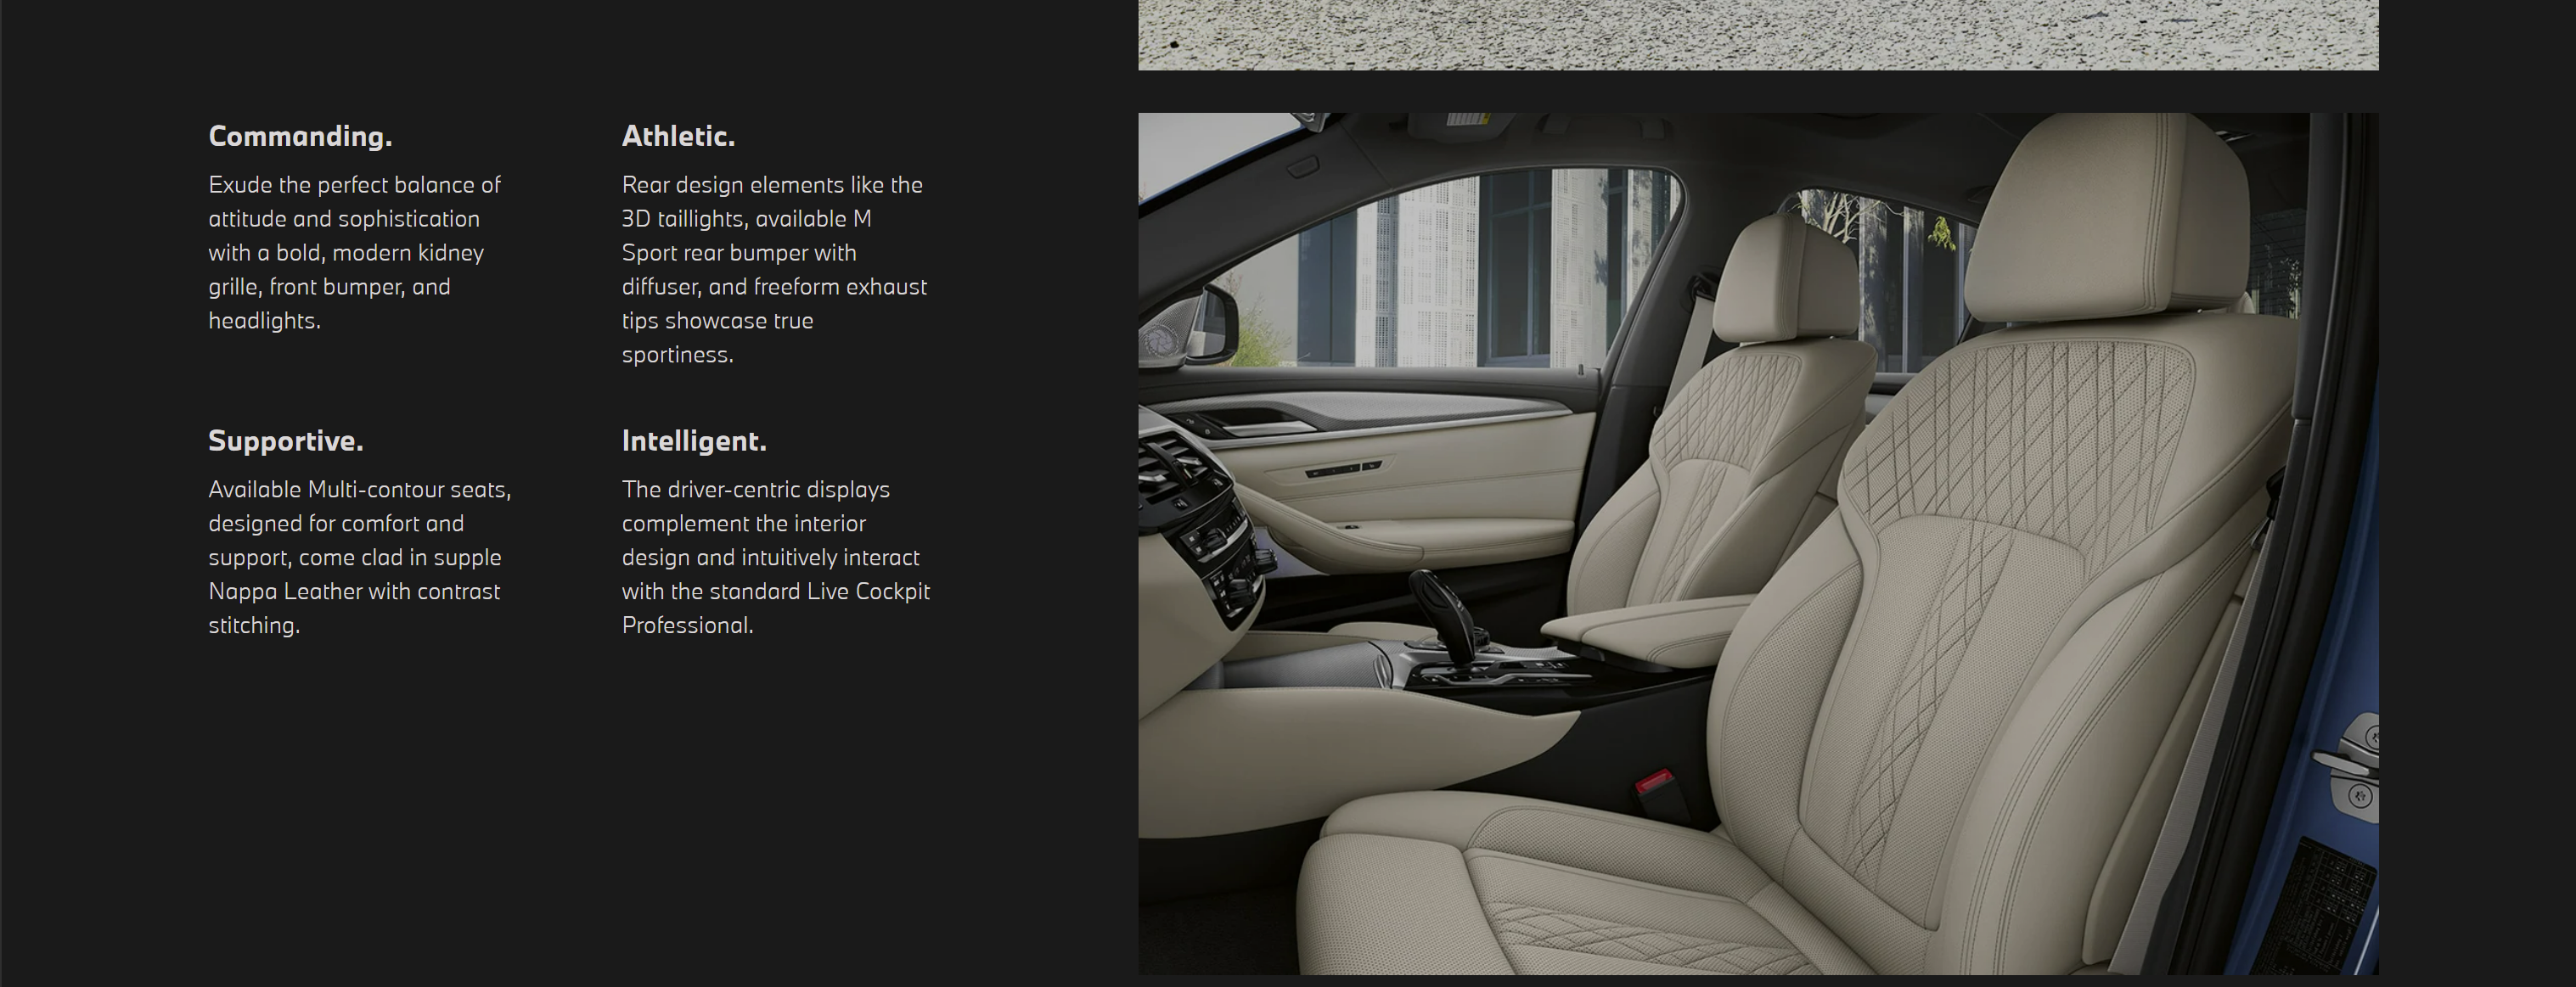 Commanding.
Exude the perfect balance of
attitude and sophistication
with a bold, modern kidney
grille, front bumper, and
headlights.
Athletic.
Rear design elements like the
3D taillights, available M
Sport rear bumper with
diffuser, and freeform exhaust
tips showcase true
sportiness.
Supportive.
Available Multi-contour seats,
designed for comfort and
support, come clad in supple
Nappa Leather with contrast
stitching.
Intelligent.
The driver-centric displays
complement the interior
design and intuitively interact
with the standard Live Cockpit
Professional.